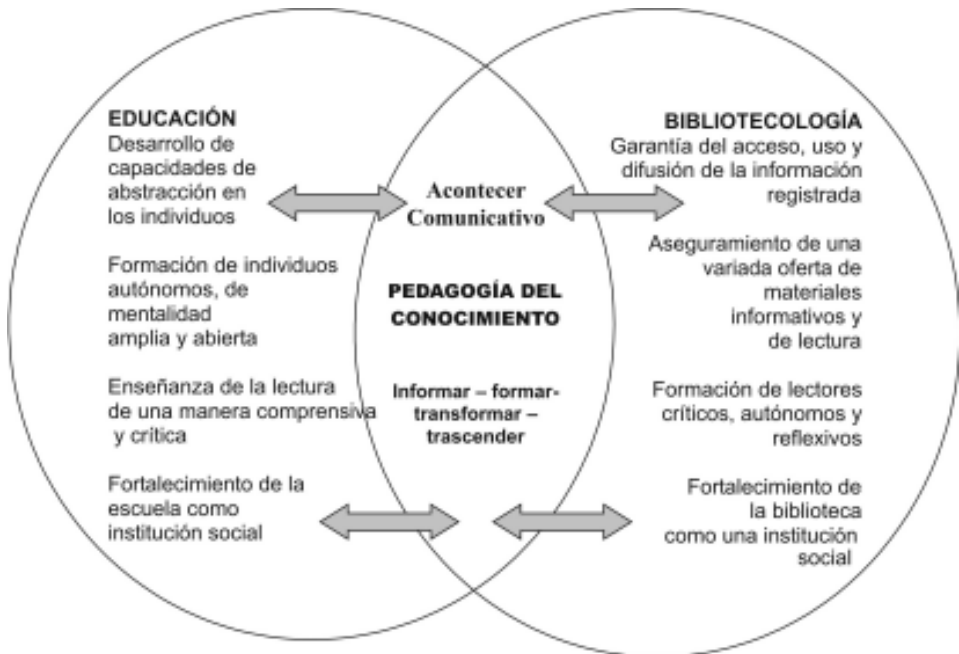 EDUCACIÓN
Desarrollo de
capacidades de
abstracción en
los individuos
Formación de individuos
autónomos, de
mentalidad
amplia y abierta
Enseñanza de la lectura
de una manera comprensiva
y crítica
Fortalecimiento de la
escuela como
institución social
Acontecer
Comunicativo
PEDAGOGÍA DEL
CONOCIMIENTO
Informar – formar-
transformar –
trascender
BIBLIOTECOLOGÍA
Garantía del acceso, uso y
difusión de la información
registrada
Aseguramiento de una
variada oferta de
materiales
informativos y
de lectura
Formación de lectores
críticos, autónomos y
reflexivos
Fortalecimiento de
la biblioteca
como una institución
social